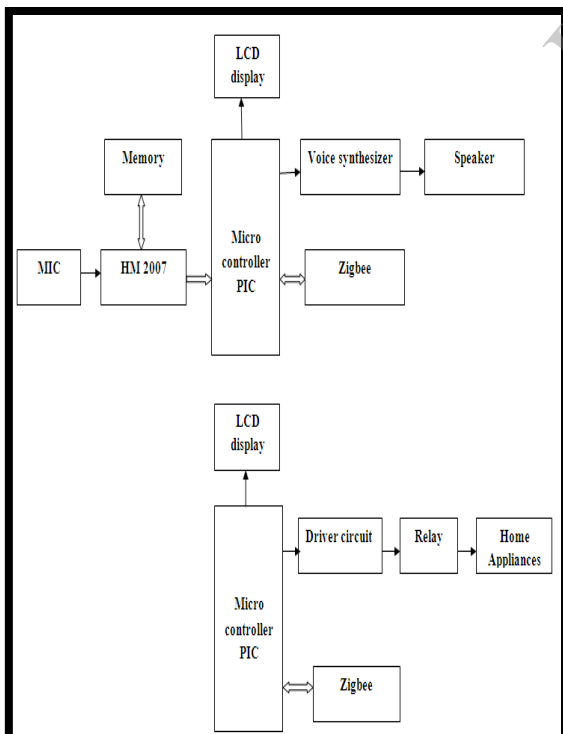 LCD
display
Memory
Voice synthesizer
Speaker
MIC
HM 2007
Micro
controller
PIC
Zigbee
LCD
display
Driver circuit
Relay
Home
Appliances
Micro
controller
PIC
Zigbee